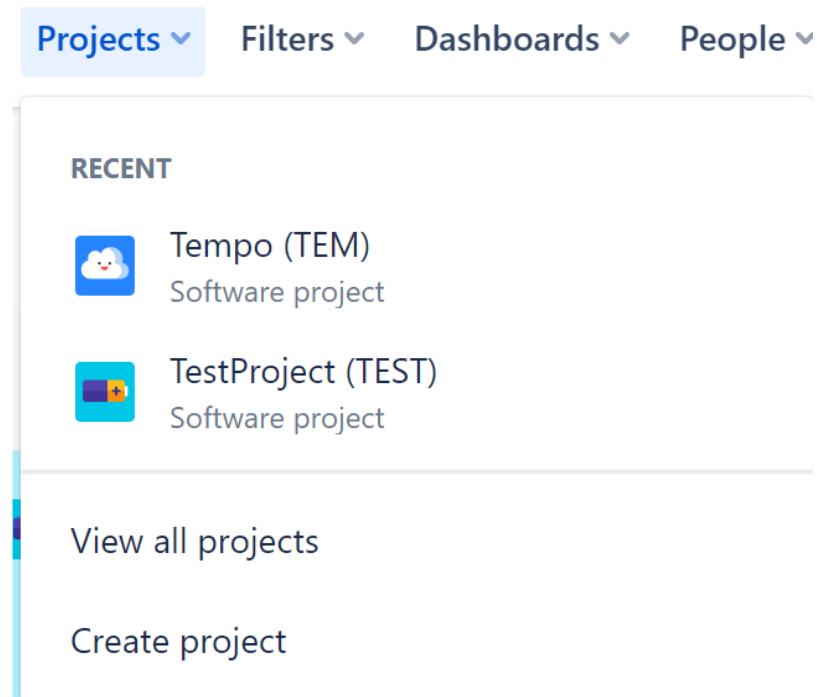 Projects Filters Dashboards People
RECENT
Tempo (TEM)
Software project
TestProject (TEST)
Software project
View all projects
Create project